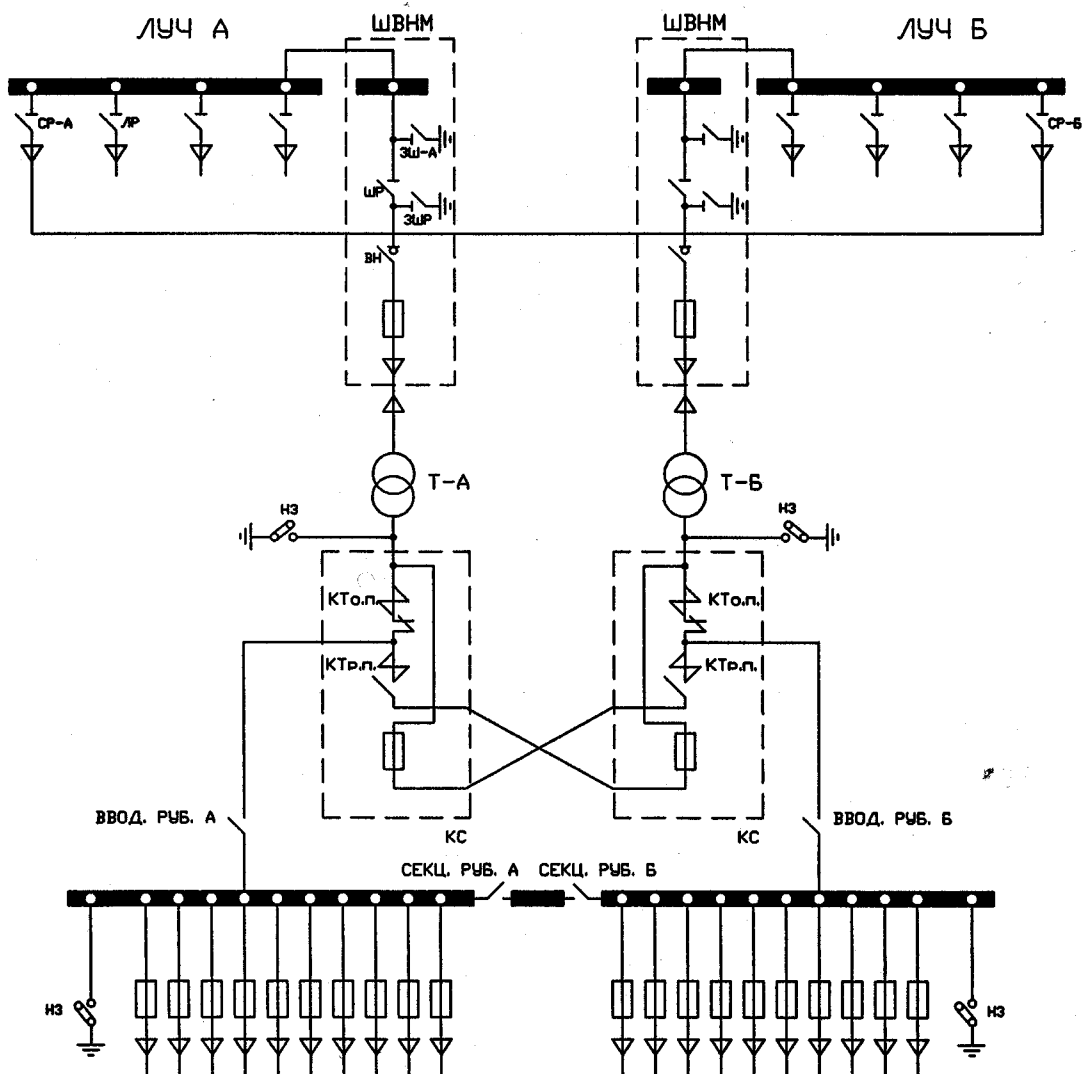 ЛУЧ А
ШВНМ
ШВНМ
ЛУЧ Б
СР-А
ЛР
СР-Б
ЗШ-А
ШР
ЗШР
ВН
Т-А
Т-Б
НЗ
НЗ
КТо.п.
КТо.п.
КТр.п.
КТр.п.
ВВОД. РУБ. А
ВВОД. РУБ. Б
КС
КС
СЕКЦ. РУБ. А
СЕКЦ. РУБ. Б
НЗ
НЗ